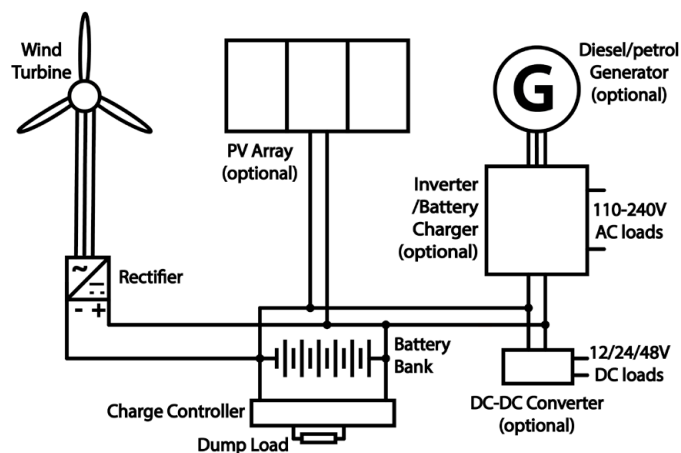 Wind
Turbine
PV Array
(optional)
G
Diesel/petrol
Generator
(optional)
Inverter
/Battery
Charger
(optional)
110-240V
AC loads
~
Rectifier
- +
Battery
Bank
12/24/48V
DC loads
DC-DC Converter
(optional)
Charge Controller
Dump Load